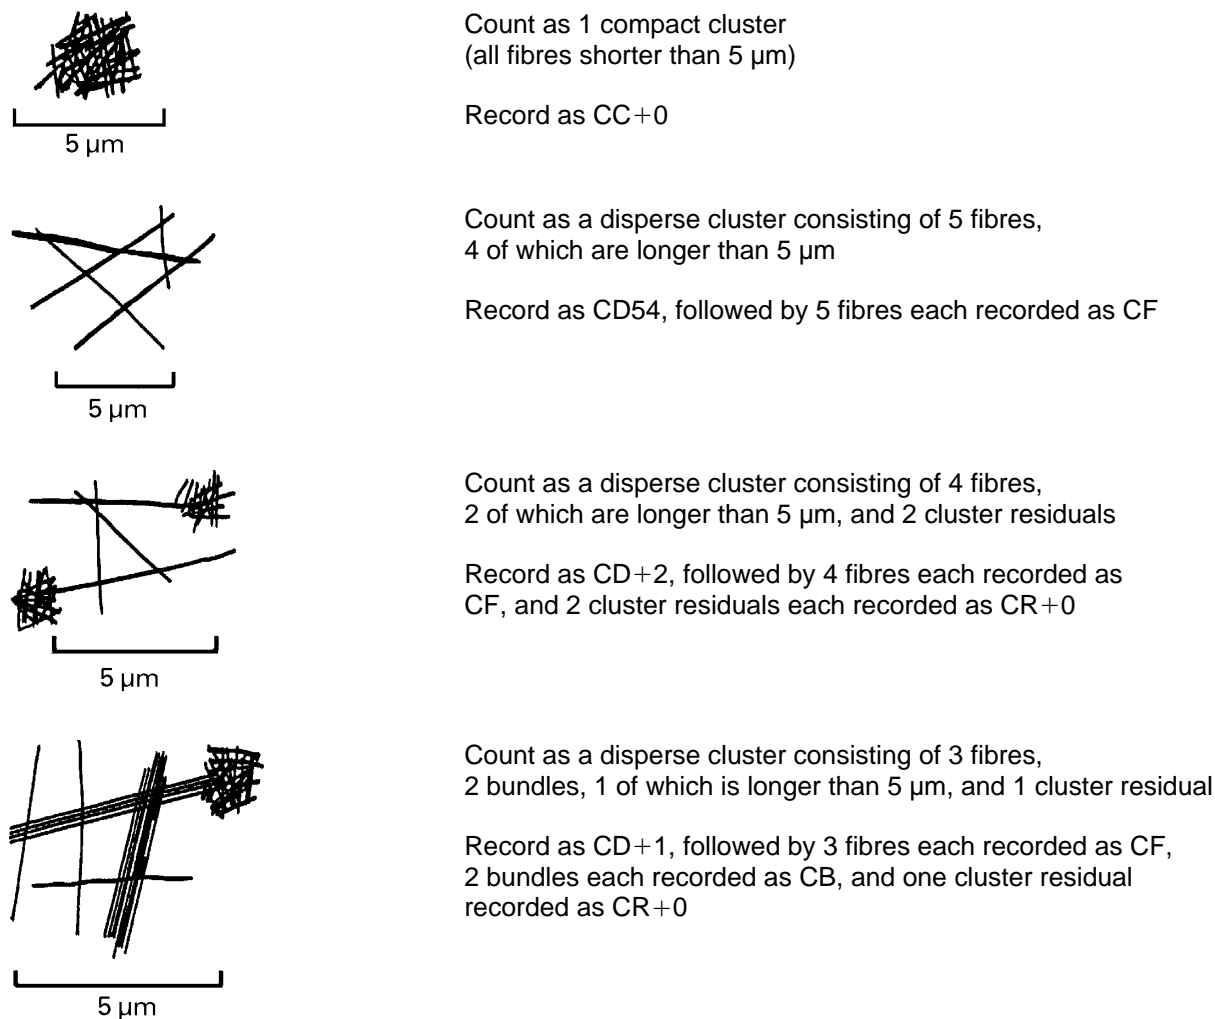 Count as 1 compact cluster
(all fibres shorter than 5 µm)
Record as CC+0
5 µm
Count as a disperse cluster consisting of 5 fibres,
4 of which are longer than 5 µm
Record as CD54, followed by 5 fibres each recorded as CF
5 µm
Count as a disperse cluster consisting of 4 fibres,
2 of which are longer than 5 µm, and 2 cluster residuals
Record as CD+2, followed by 4 fibres each recorded as
CF, and 2 cluster residuals each recorded as CR+0
5 µm
Count as a disperse cluster consisting of 3 fibres,
2 bundles, 1 of which is longer than 5 µm, and 1 cluster residual
Record as CD+1, followed by 3 fibres each recorded as CF,
2 bundles each recorded as CB, and one cluster residual
recorded as CR+0
5 µm